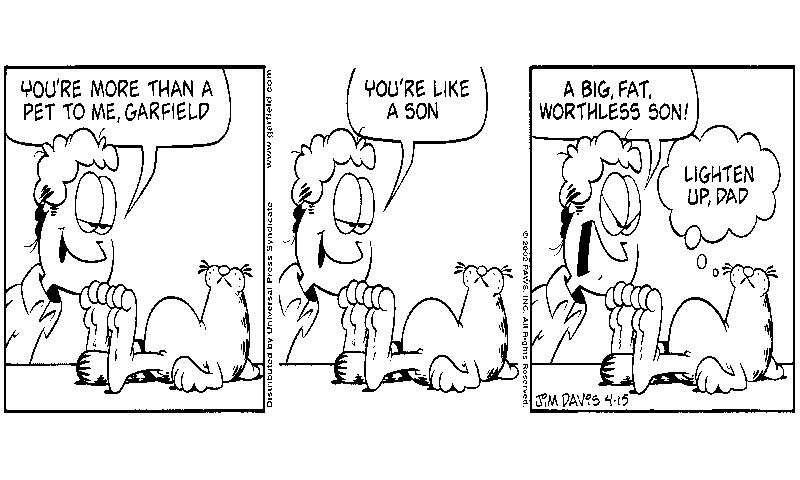 YOU'RE MORE THAN A
PET TO ME, GARFIELD
www.garfield.com
Distributed by Universal Press Syndicate
YOU'RE LIKE
A SON
© 2002 PAWS, INC. All Rights Reserved.
A BIG, FAT,
WORTHLESS SON!
LIGHTEN
UP, DAD
JIM DAVIS 4-15